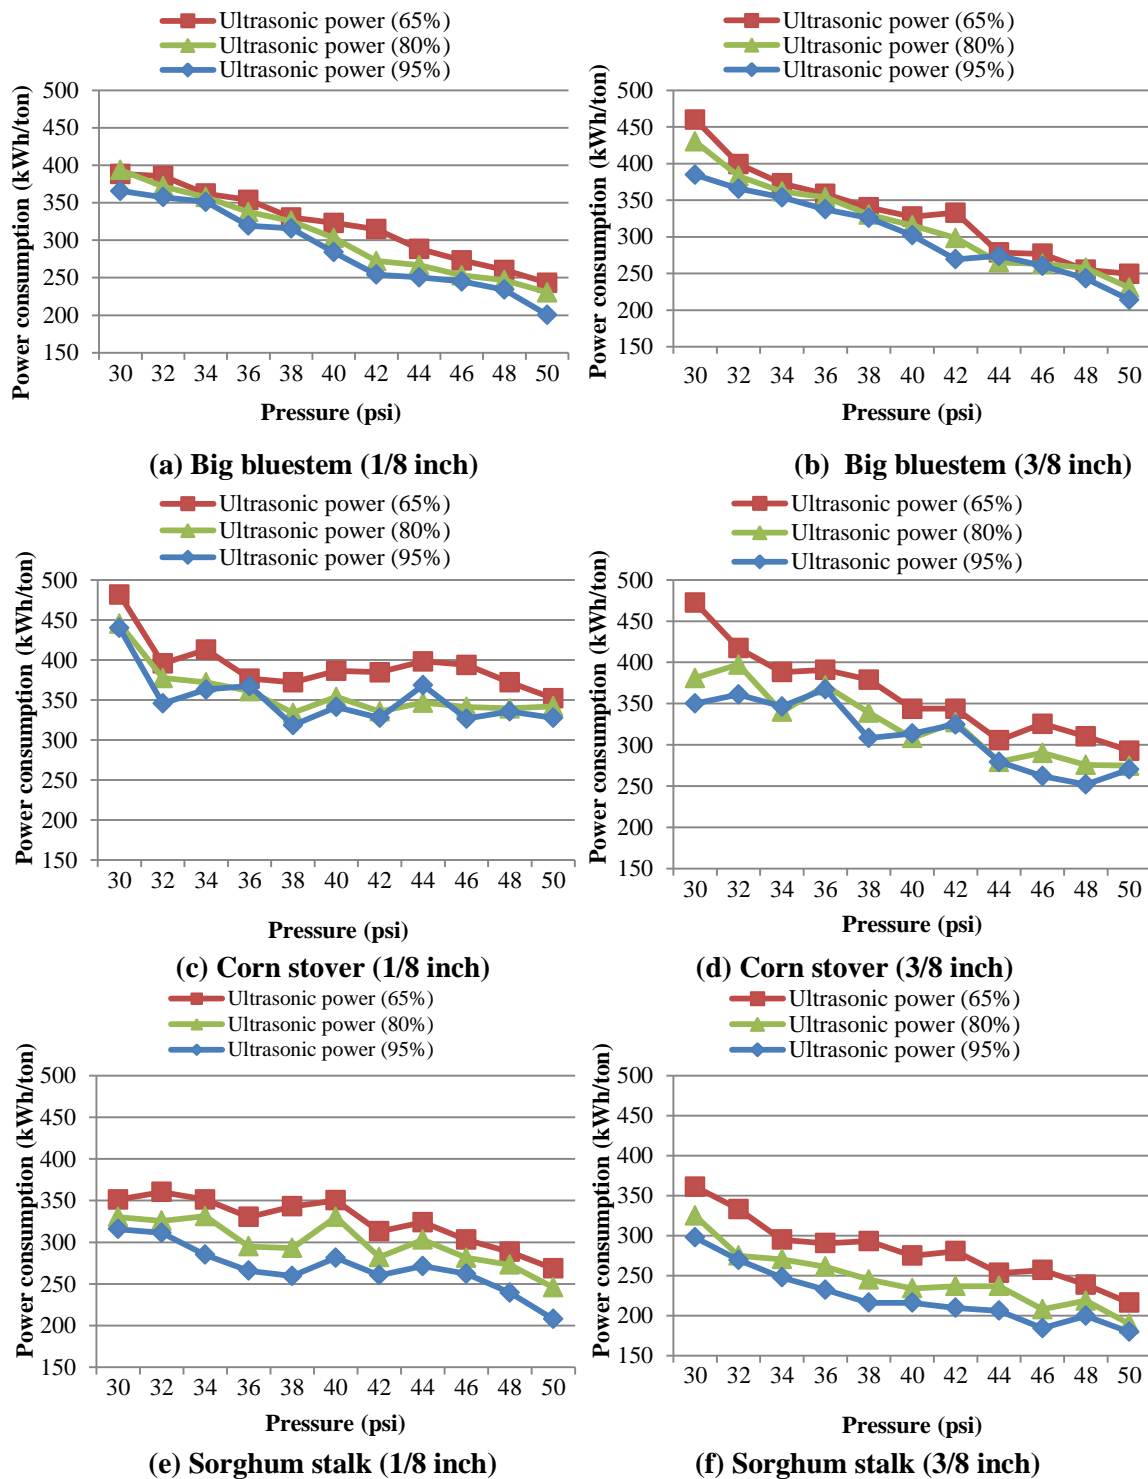 Ultrasonic power (65%)
Ultrasonic power (80%)
Ultrasonic power (95%)
500
450
400
350
300
250
200
150
Power consumption (kWh/ton)
30 32 34 36 38 40 42 44 46 48 50
Pressure (psi)
(a) Big bluestem (1/8 inch)
Ultrasonic power (65%)
Ultrasonic power (80%)
Ultrasonic power (95%)
500
450
400
350
300
250
200
150
Power consumption (kWh/ton)
30 32 34 36 38 40 42 44 46 48 50
Pressure (psi)
(b) Big bluestem (3/8 inch)
Ultrasonic power (65%)
Ultrasonic power (80%)
Ultrasonic power (95%)
500
450
400
350
300
250
200
150
Power consumption (kWh/ton)
30 32 34 36 38 40 42 44 46 48 50
Pressure (psi)
(c) Corn stover (1/8 inch)
Ultrasonic power (65%)
Ultrasonic power (80%)
Ultrasonic power (95%)
500
450
400
350
300
250
200
150
Power consumption (kWh/ton)
30 32 34 36 38 40 42 44 46 48 50
Pressure (psi)
(d) Corn stover (3/8 inch)
Ultrasonic power (65%)
Ultrasonic power (80%)
Ultrasonic power (95%)
500
450
400
350
300
250
200
150
Power consumption (kWh/ton)
30 32 34 36 38 40 42 44 46 48 50
Pressure (psi)
(e) Sorghum stalk (1/8 inch)
Ultrasonic power (65%)
Ultrasonic power (80%)
Ultrasonic power (95%)
500
450
400
350
300
250
200
150
Power consumption (kWh/ton)
30 32 34 36 38 40 42 44 46 48 50
Pressure (psi)
(f) Sorghum stalk (3/8 inch)